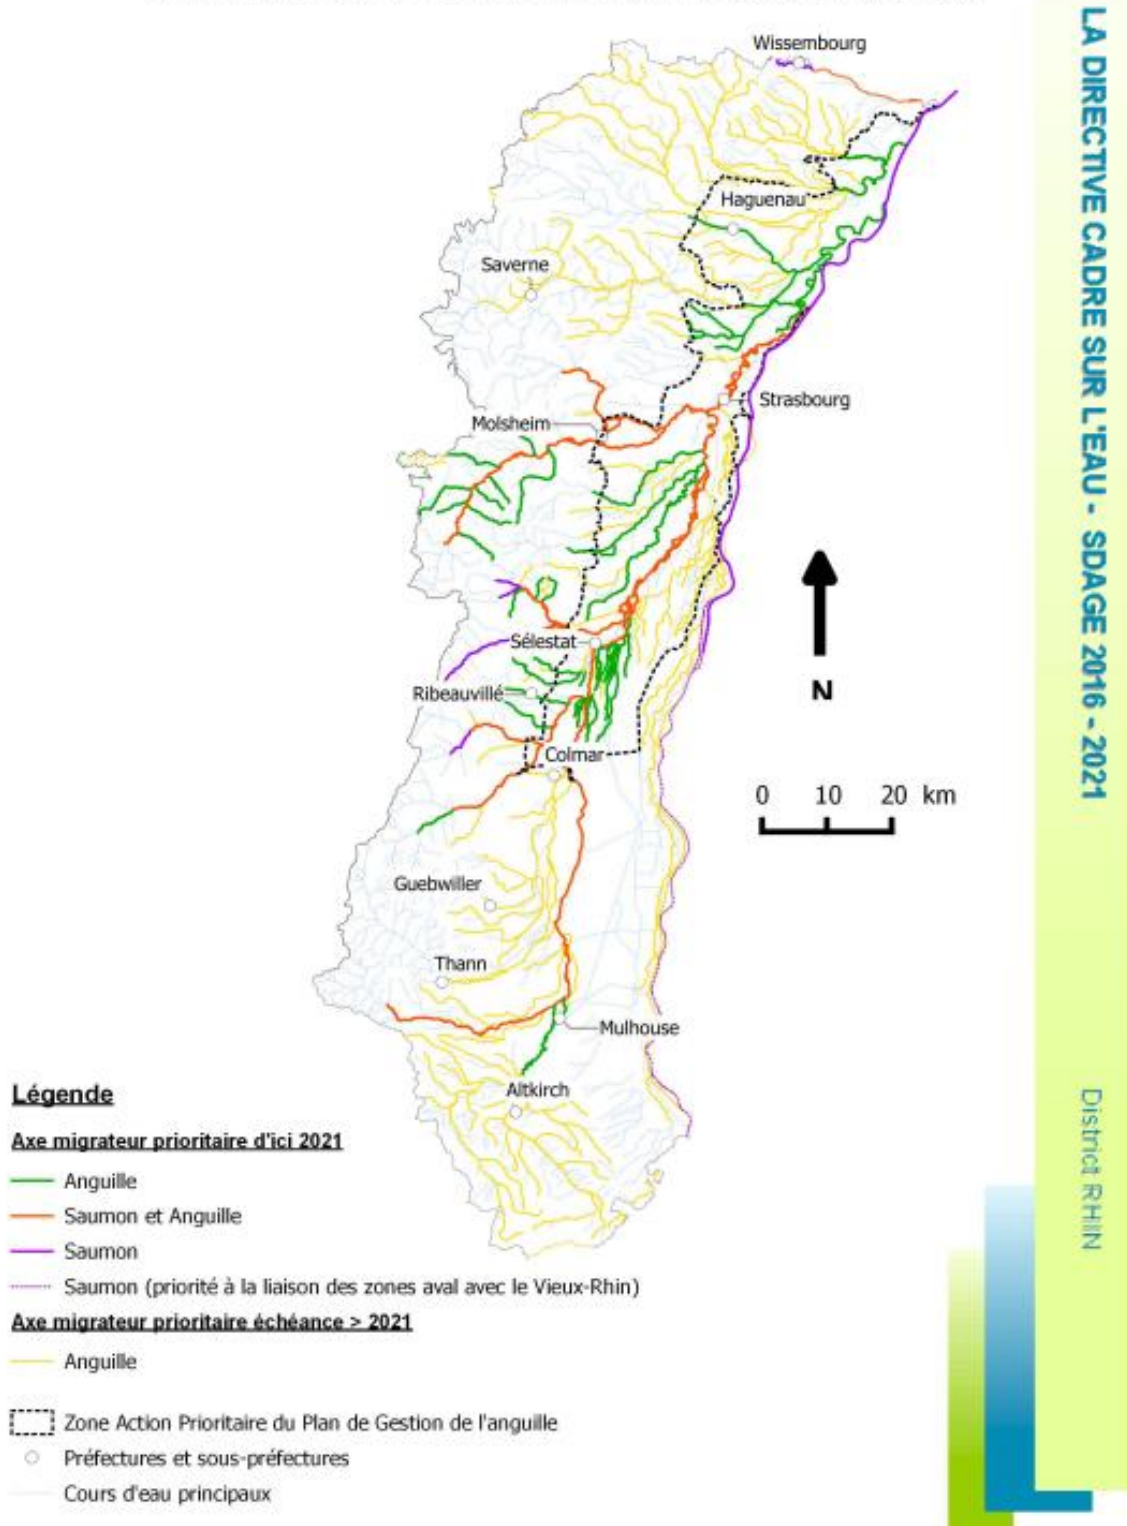 Wissembourg
Haguenau
Saverne
Strasbourg
Molsheim
Sélestat
Ribeauvillé
N
Colmar
0 10 20 km
Guebwiller
Thann
Mulhouse
Altkirch
Légende
Axe migrateur prioritaire d'ici 2021
Anguille
Saumon et Anguille
Saumon
Saumon (priorité à la liaison des zones aval avec le Vieux-Rhin)
Axe migrateur prioritaire échéance > 2021
Anguille
Zone Action Prioritaire du Plan de Gestion de l'anguille
Préfectures et sous-préfectures
Cours d'eau principaux
LA DIRECTIVE CADRE SUR L'EAU - SDAGE 2016 - 2021
District RHIN